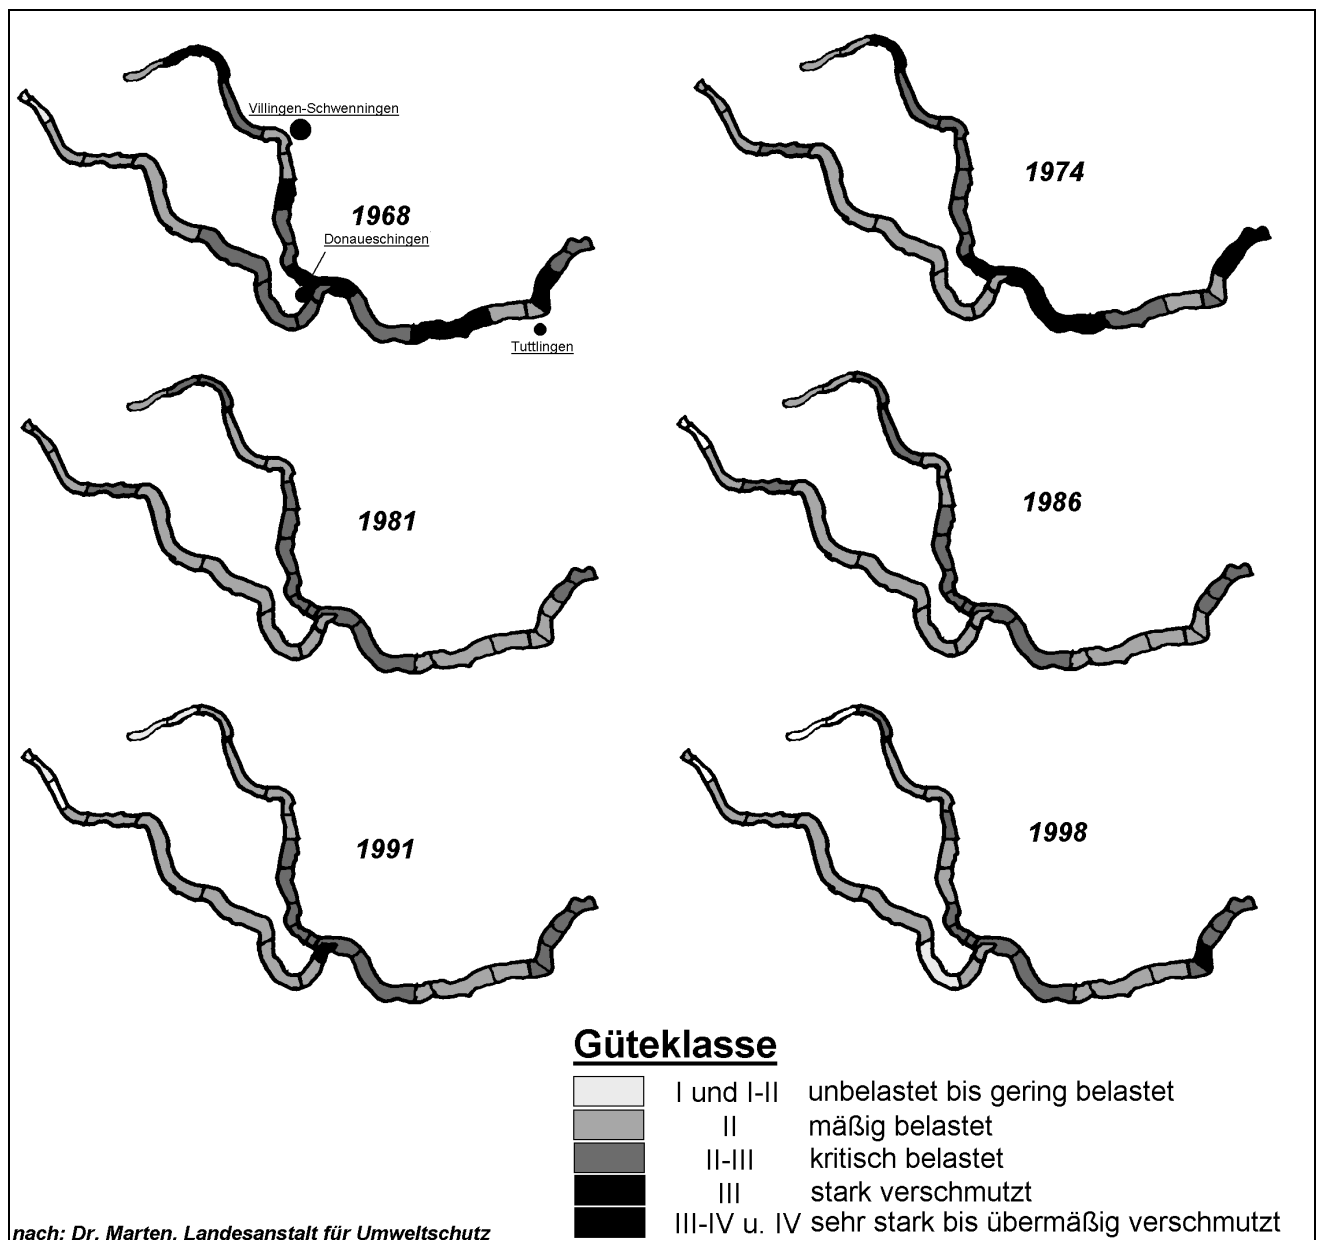 Villingen-Schwenningen
1968
Donaueschingen
Tuttlingen
1974
1981
1986
1991
1998
Güteklasse
I und I-II unbelastet bis gering belastet
II mäßig belastet
II-III kritisch belastet
III stark verschmutzt
III-IV u. IV sehr stark bis übermäßig verschmutzt
nach: Dr. Marten, Landesanstalt für Umweltschutz